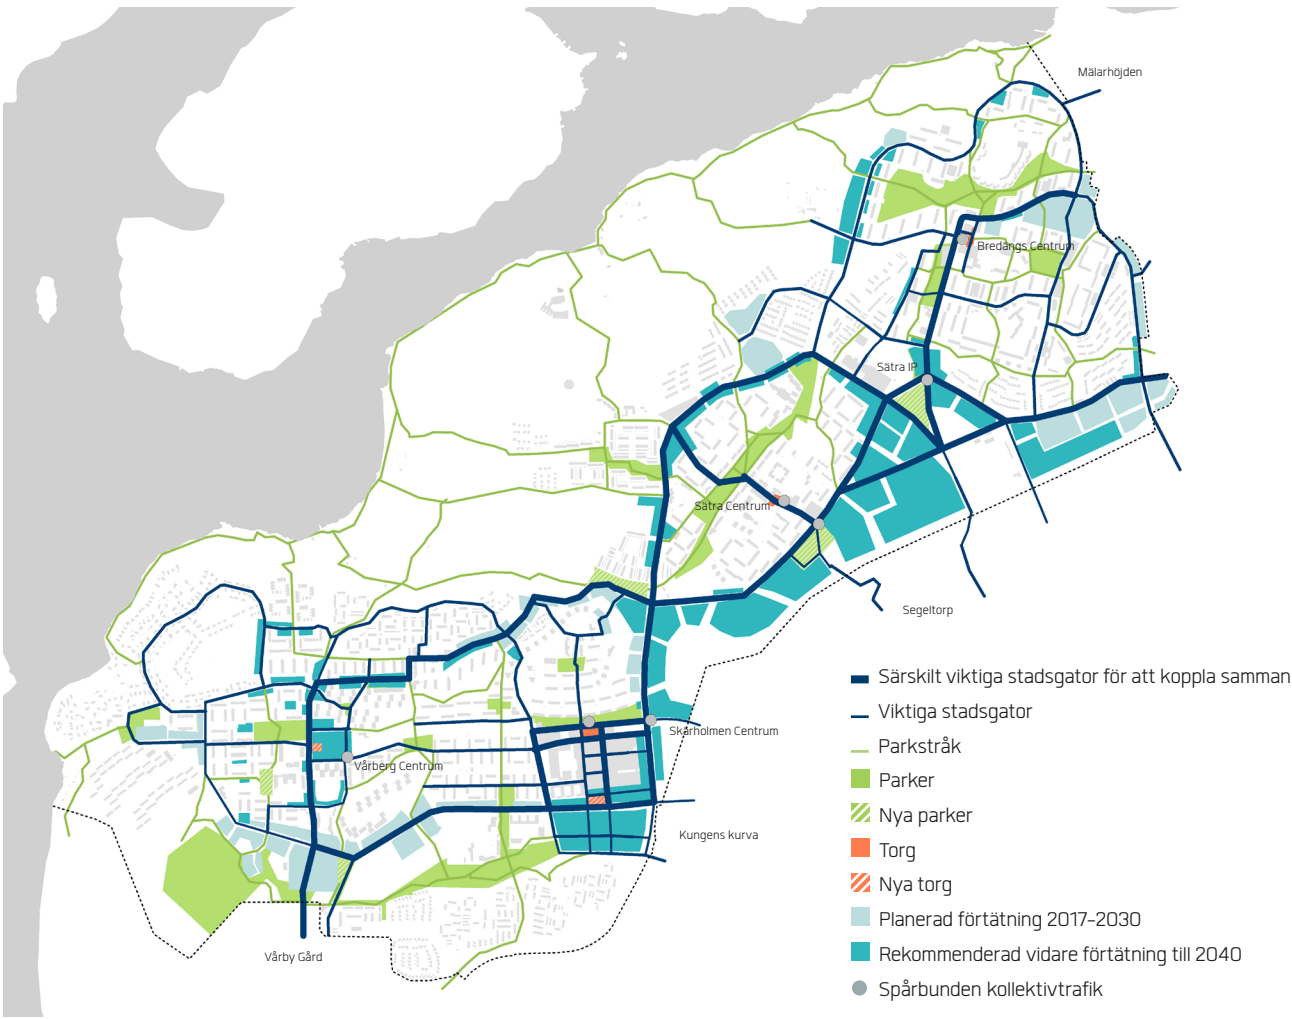 Mälarhöjden
Bredängs Centrum
Sätra IP
Sätra Centrum
Segeltorp
Särskilt viktiga stadsgator för att koppla samman
Viktiga stadsgator
Skärholmen Centrum
Parkstråk
Vårberg Centrum
Parker
Nya parker
Kungens kurva
Torg
Nya torg
Planerad förtätning 2017–2030
Rekommenderad vidare förtätning till 2040
Vårby Gård
Spårbunden kollektivtrafik